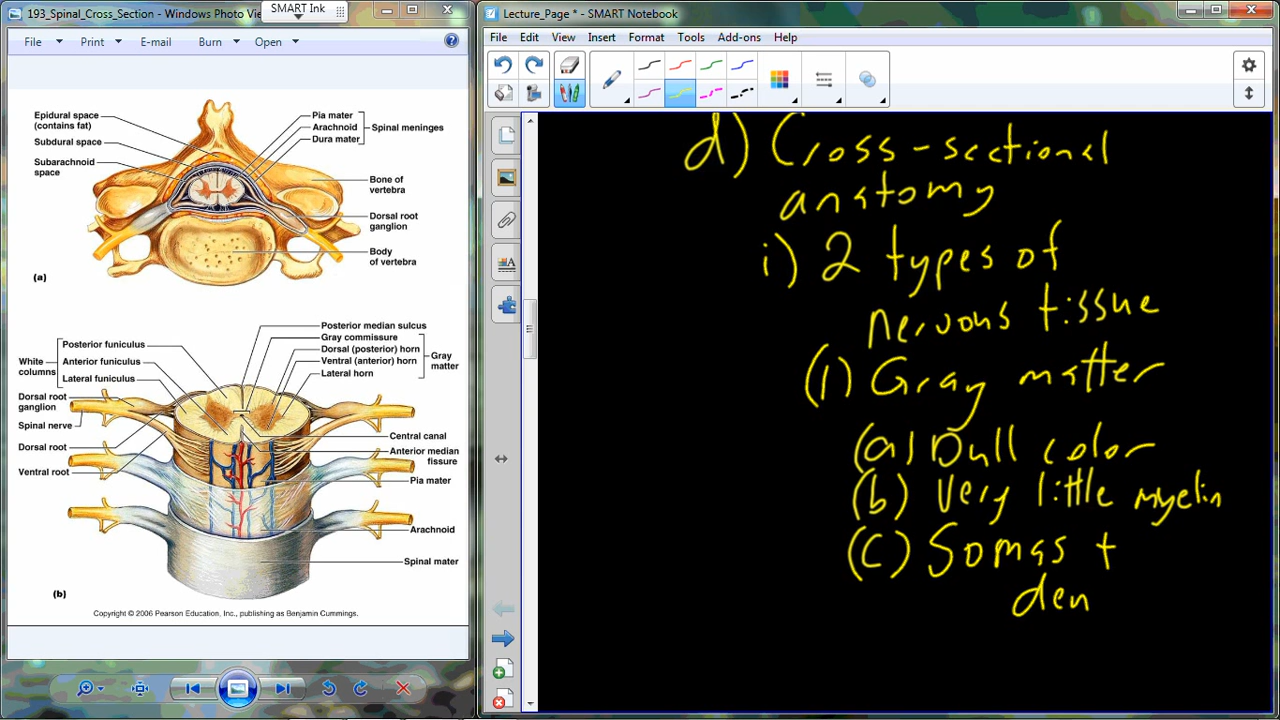 193_Spinal_Cross_Section - Windows Photo Vie
SMART Ink
File Print E-mail Burn Open
Epidural space
(contains fat)
Subdural space
Subarachnoid
space
Pia mater
Arachnoid
Dura mater
Spinal meninges
Bone of
vertebra
Dorsal root
ganglion
Body
of vertebra
(a)
Posterior median sulcus
Gray commissure
Dorsal (posterior) horn
Ventral (anterior) horn
Lateral horn
Gray
matter
White
columns
Posterior funiculus
Anterior funiculus
Lateral funiculus
Dorsal root
ganglion
Spinal nerve
Dorsal root
Ventral root
Central canal
Anterior median
fissure
Pia mater
Arachnoid
Spinal mater
(b)
Copyright © 2006 Pearson Education, Inc., publishing as Benjamin Cummings.
Lecture_Page * - SMART Notebook
File Edit View Insert Format Tools Add-ons Help
d) Cross-sectional
anatomy
i) 2 types of
nervous tissue
(1) Gray matter
(a) Dull color
(b) Very little myelin
(c) Somas +
den